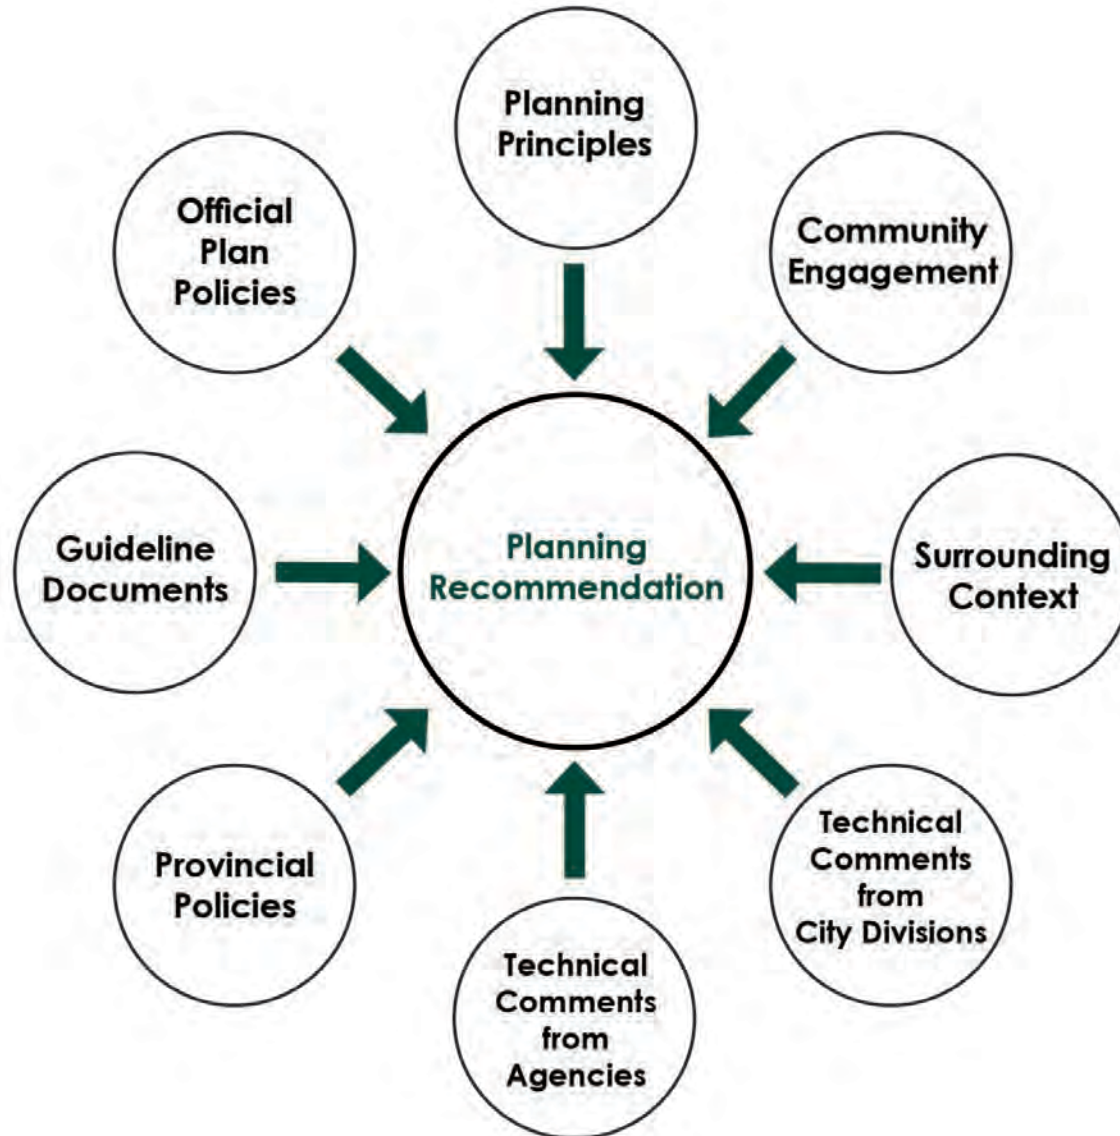 Planning
Principles
Community
Engagement
Surrounding
Context
Technical
Comments
from
City Divisions
Technical
Comments
from
Agencies
Provincial
Policies
Guideline
Documents
Official
Plan
Policies
Planning
Recommendation